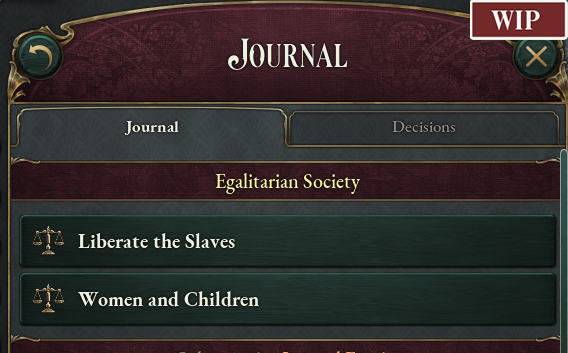 WIP
Journal
Journal
Decisions
Egalitarian Society
Liberate the Slaves
Women and Children